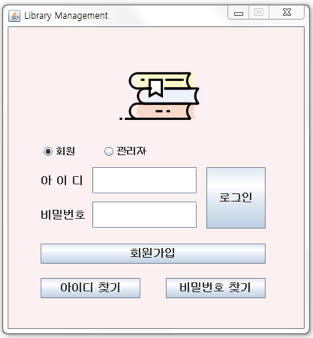 Library Management
회원 관리자
아 이 디
로그인
비밀번호
회원가입
아이디 찾기 비밀번호 찾기